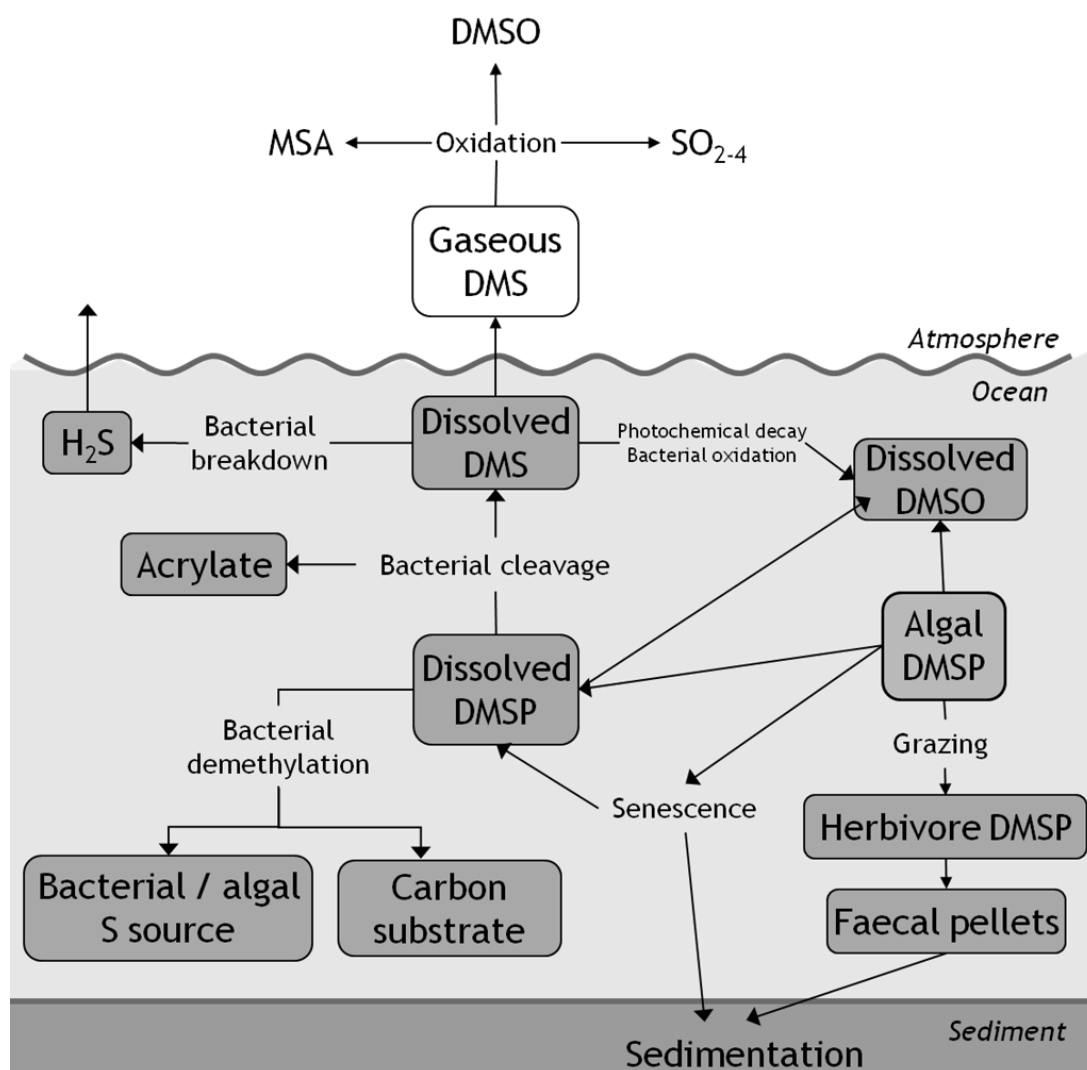 DMSO
MSA
Oxidation
SO2-4
Gaseous
DMS
Atmosphere
Ocean
H2S
Bacterial
breakdown
Dissolved
DMS
Photochemical decay
Bacterial oxidation
Dissolved
DMSO
Acrylate
Bacterial cleavage
Dissolved
DMSP
Algal
DMSP
Bacterial
demethylation
Grazing
Senescence
Herbivore DMSP
Bacterial / algal
S source
Carbon
substrate
Faecal pellets
Sediment
Sedimentation